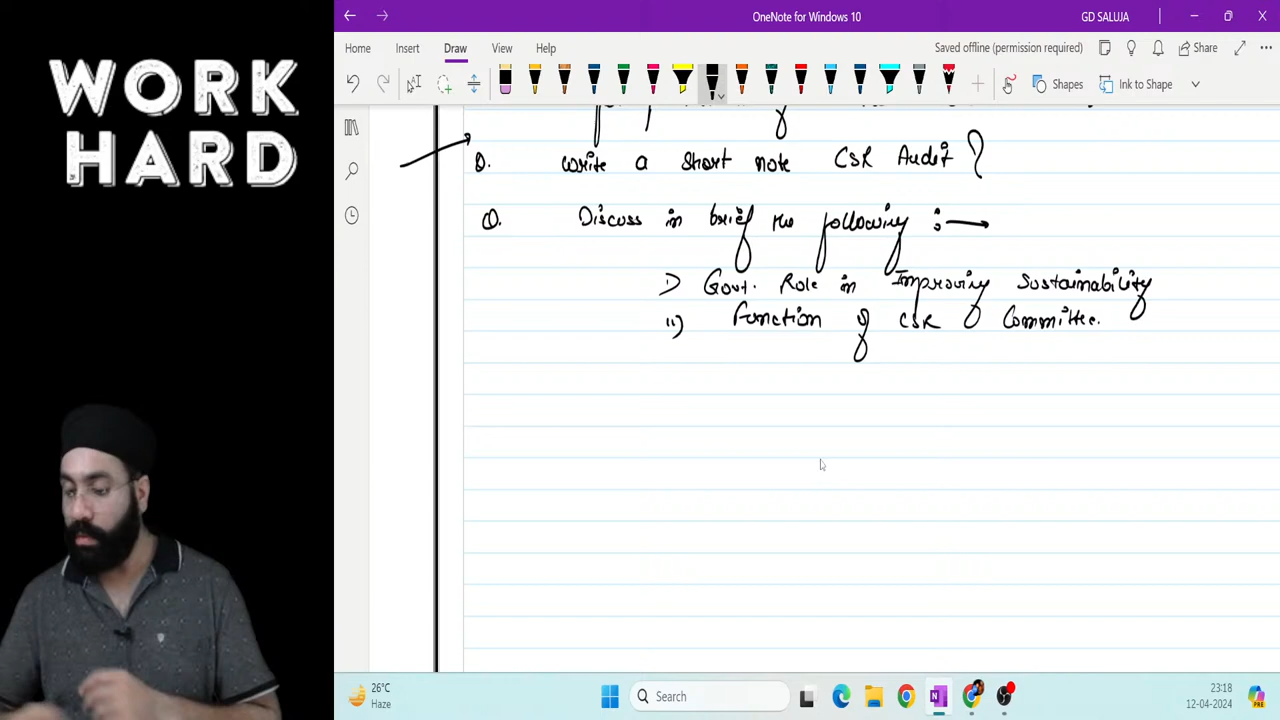 WORK
HARD
OneNote for Windows 10
GD SALUJA
Home Insert Draw View Help
Saved offline (permission required)
Share
Shapes
Ink to Shape
Q. Write a short note CSR Audit ?
Q. Discuss in brief the following :→
i) Govt. Role in Improving Sustainability
ii) Function of CSR Committee.
26°C
Haze
Search
23:18
12-04-2024
PRE